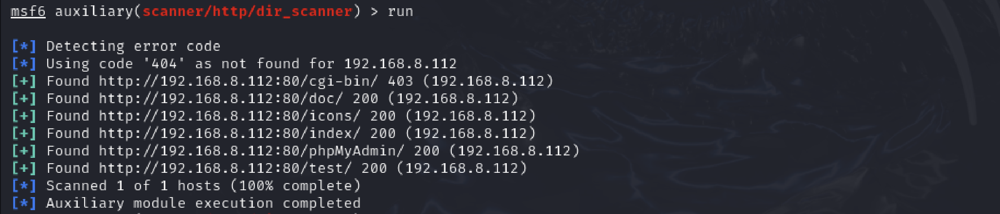 msf6 auxiliary(scanner/http/dir_scanner) > run
[*] Detecting error code
[*] Using code '404' as not found for 192.168.8.112
[+] Found http://192.168.8.112:80/cgi-bin/ 403 (192.168.8.112)
[+] Found http://192.168.8.112:80/doc/ 200 (192.168.8.112)
[+] Found http://192.168.8.112:80/icons/ 200 (192.168.8.112)
[+] Found http://192.168.8.112:80/index/ 200 (192.168.8.112)
[+] Found http://192.168.8.112:80/phpMyAdmin/ 200 (192.168.8.112)
[+] Found http://192.168.8.112:80/test/ 200 (192.168.8.112)
[*] Scanned 1 of 1 hosts (100% complete)
[*] Auxiliary module execution completed